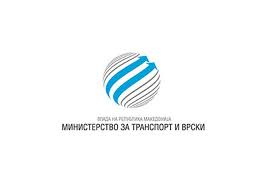 ВЛАДА НА РЕПУБЛИКА МАКЕДОНИЈА
МИНИСТЕРСТВО ЗА ТРАНСПОРТ И ВРСКИ